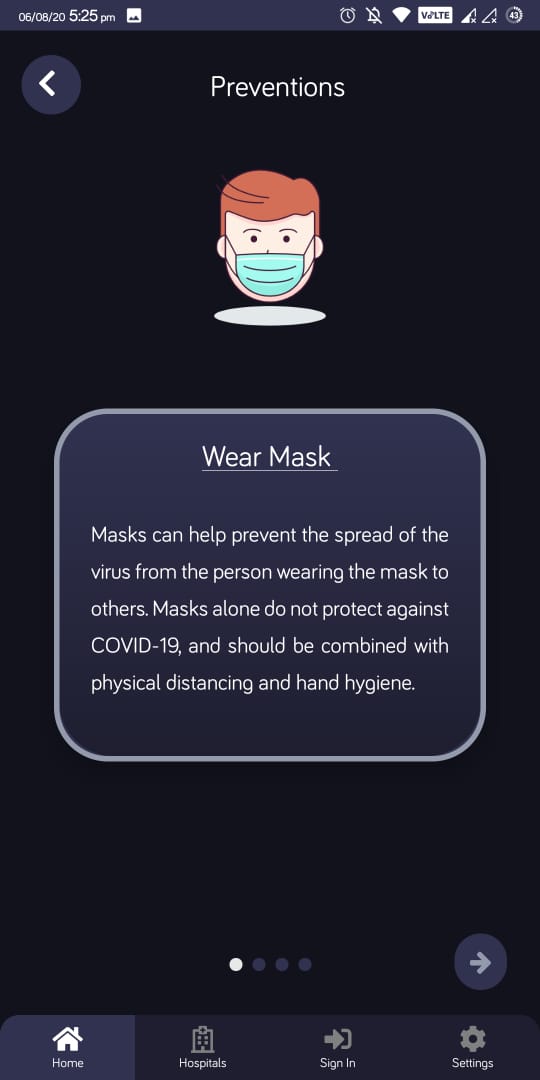 06/08/20 5:25 pm VoLTE 43
Preventions
Wear Mask
Masks can help prevent the spread of the
virus from the person wearing the mask to
others. Masks alone do not protect against
COVID-19, and should be combined with
physical distancing and hand hygiene.
Home Hospitals Sign In Settings